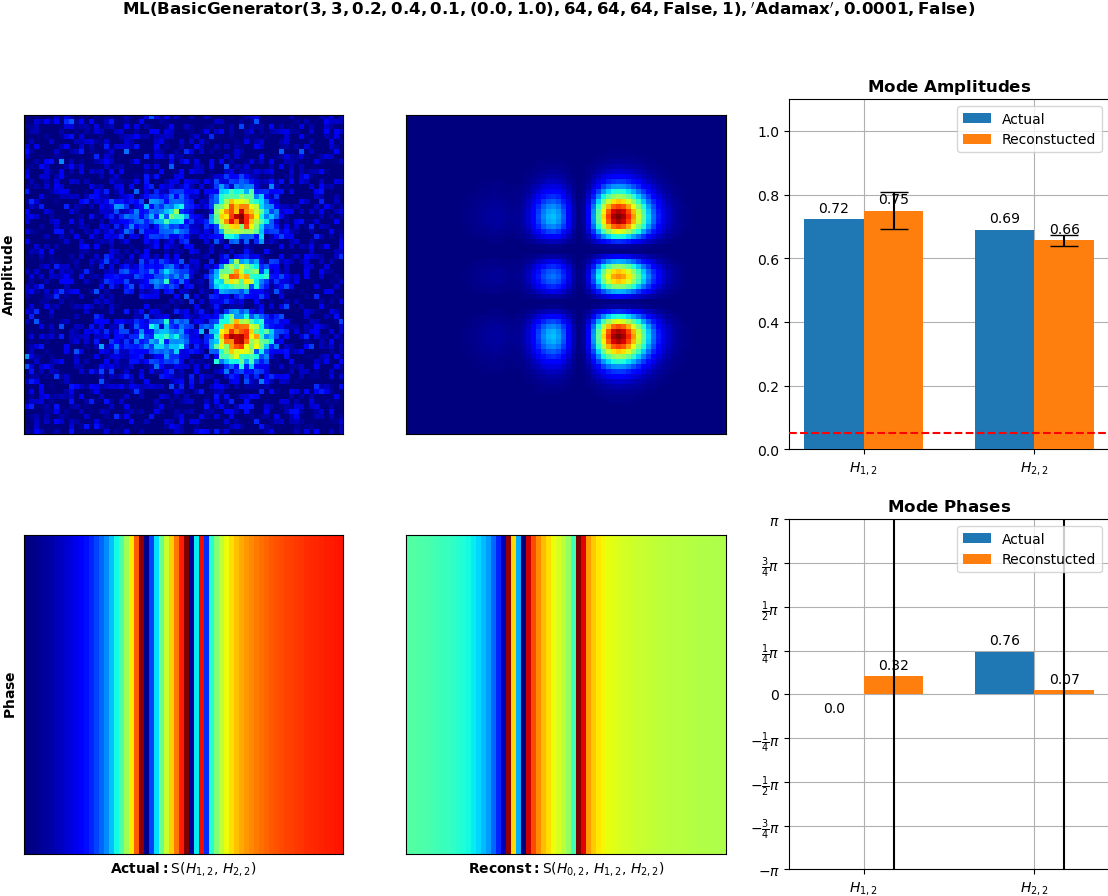 ML(BasicGenerator(3, 3, 0.2, 0.4, 0.1, (0.0, 1.0), 64, 64, 64, False, 1), ′Adamax′, 0.0001, False)
Amplitude
Mode Amplitudes
Actual
Reconstucted
1.0
0.8
0.6
0.4
0.2
0.0
0.72
0.75
0.69
0.66
H₁,₂
H₂,₂
Phase
Actual: S(H₁,₂, H₂,₂)
Reconst: S(H₀,₂, H₁,₂, H₂,₂)
Mode Phases
Actual
Reconstucted
π
3/4π
1/2π
1/4π
0
−1/4π
−1/2π
−3/4π
−π
0.0
0.32
0.76
0.07
H₁,₂
H₂,₂